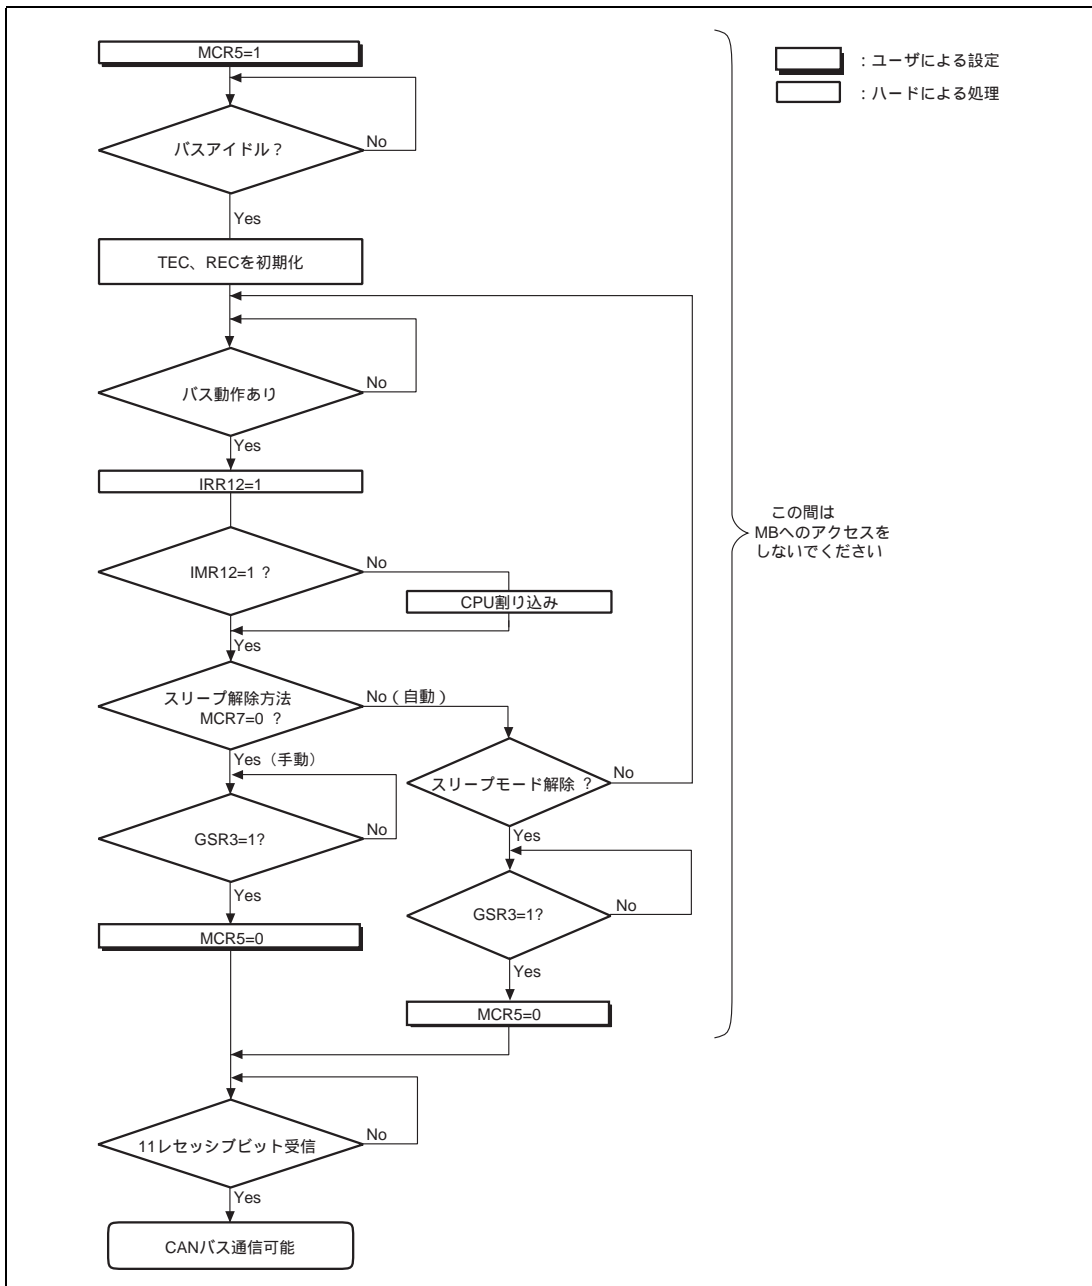 MCR5=1
：ユーザによる設定
：ハードによる処理
バスアイドル？
No
Yes
TEC、RECを初期化
バス動作あり
No
Yes
IRR12=1
この間は
MBへのアクセスを
しないでください
IMR12=1 ？
No
CPU割り込み
Yes
スリープ解除方法
MCR7=0 ？
No（自動）
Yes（手動）
スリープモード解除 ？
No
GSR3=1?
No
Yes
GSR3=1?
No
Yes
MCR5=0
Yes
MCR5=0
11レセッシブビット受信
No
Yes
CANバス通信可能